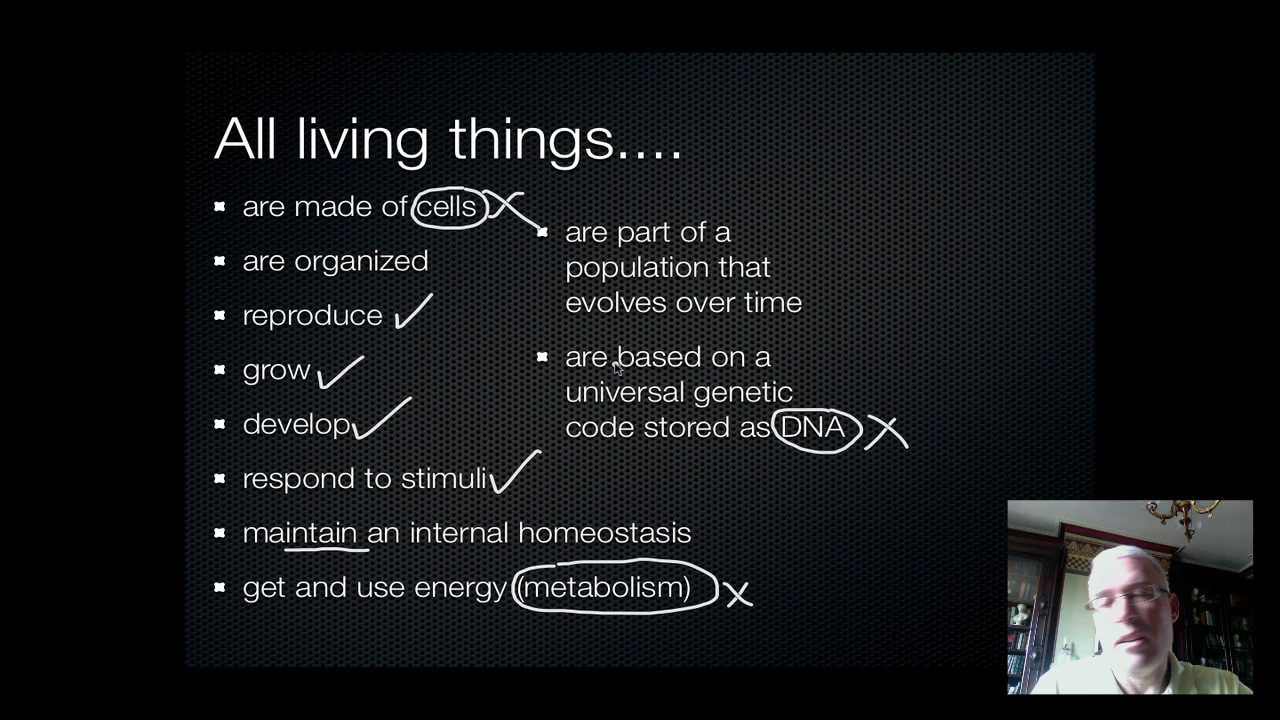 All living things....
are made of cells
are organized
reproduce
grow
develop
respond to stimuli
maintain an internal homeostasis
get and use energy (metabolism)
are part of a
population that
evolves over time
are based on a
universal genetic
code stored as DNA